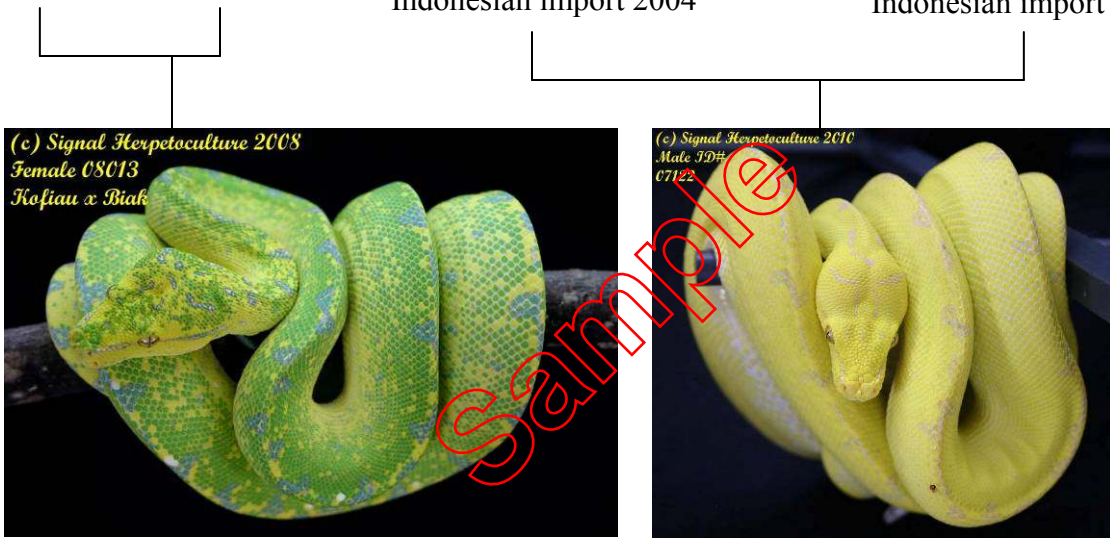 Indonesian import 2004
Indonesian import
(c) Signal Herpetoculture 2008
Female 08013
Kofiau x Biak
(c) Signal Herpetoculture 2010
Male ID#
07122
Sample